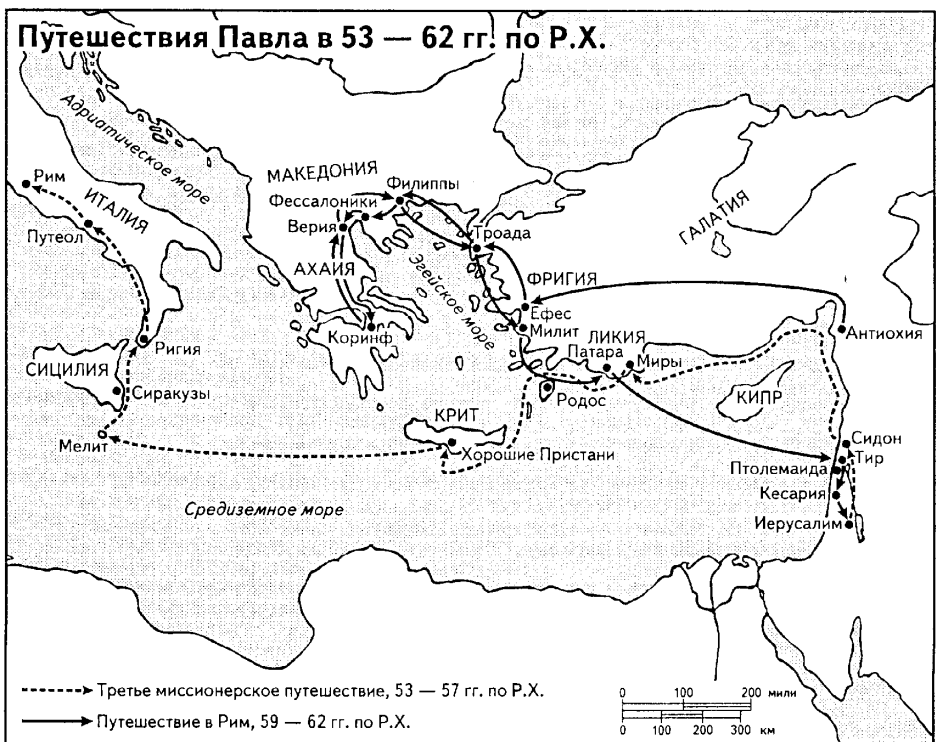 Путешествия Павла в 53 — 62 гг. по Р.Х.
Адриатическое море
Рим
ИТАЛИЯ
Путеол
МАКЕДОНИЯ
Филиппы
Фессалоники
Верия
Троада
ГАЛАТИЯ
АХАИЯ
Эгейское море
ФРИГИЯ
Ефес
Милит
Коринф
ЛИКИЯ
Патара
Миры
Антиохия
Ригия
СИЦИЛИЯ
Сиракузы
Родос
КИПР
КРИТ
Мелит
Хорошие Пристани
Сидон
Тир
Птолемаида
Кесария
Иерусалим
Средиземное море
Третье миссионерское путешествие, 53 — 57 гг. по Р.Х.
Путешествие в Рим, 59 — 62 гг. по Р.Х.
0 100 200 мили
0 100 200 300 км